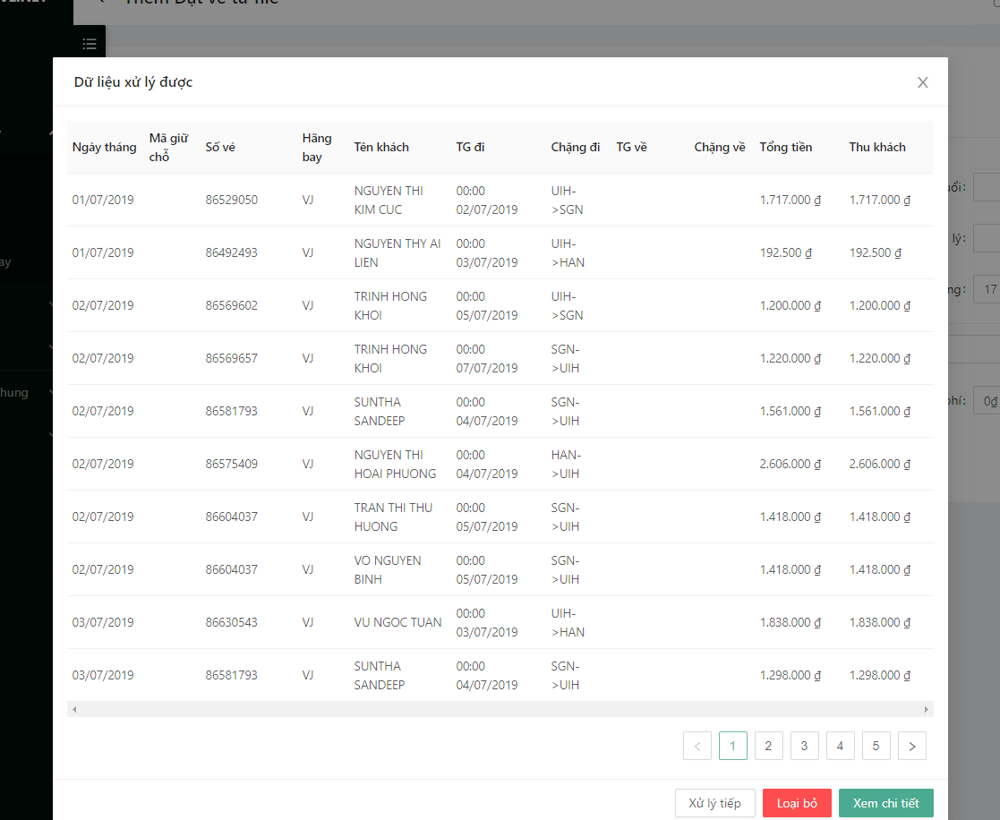 Thêm Đặt vé từ file
Dữ liệu xử lý được
Ngày tháng Mã giữ chỗ Số vé Hãng bay Tên khách TG đi Chặng đi TG về Chặng về Tổng tiền Thu khách
01/07/2019 86529050 VJ NGUYEN THI KIM CUC 00:00 02/07/2019 UIH->SGN 1.717.000 ₫ 1.717.000 ₫
01/07/2019 86492493 VJ NGUYEN THY AI LIEN 00:00 03/07/2019 UIH->HAN 192.500 ₫ 192.500 ₫
02/07/2019 86569602 VJ TRINH HONG KHOI 00:00 05/07/2019 UIH->SGN 1.200.000 ₫ 1.200.000 ₫
02/07/2019 86569657 VJ TRINH HONG KHOI 00:00 07/07/2019 SGN->UIH 1.220.000 ₫ 1.220.000 ₫
02/07/2019 86581793 VJ SUNTHA SANDEEP 00:00 04/07/2019 SGN->UIH 1.561.000 ₫ 1.561.000 ₫
02/07/2019 86575409 VJ NGUYEN THI HOAI PHUONG 00:00 04/07/2019 HAN->UIH 2.606.000 ₫ 2.606.000 ₫
02/07/2019 86604037 VJ TRAN THI THU HUONG 00:00 05/07/2019 SGN->UIH 1.418.000 ₫ 1.418.000 ₫
02/07/2019 86604037 VJ VO NGUYEN BINH 00:00 05/07/2019 SGN->UIH 1.418.000 ₫ 1.418.000 ₫
03/07/2019 86630543 VJ VU NGOC TUAN 00:00 03/07/2019 UIH->HAN 1.838.000 ₫ 1.838.000 ₫
03/07/2019 86581793 VJ SUNTHA SANDEEP 00:00 04/07/2019 SGN->UIH 1.298.000 ₫ 1.298.000 ₫
1 2 3 4 5
Xử lý tiếp Loại bỏ Xem chi tiết
ay
hung
lý:
ng: 17
phí: 0₫